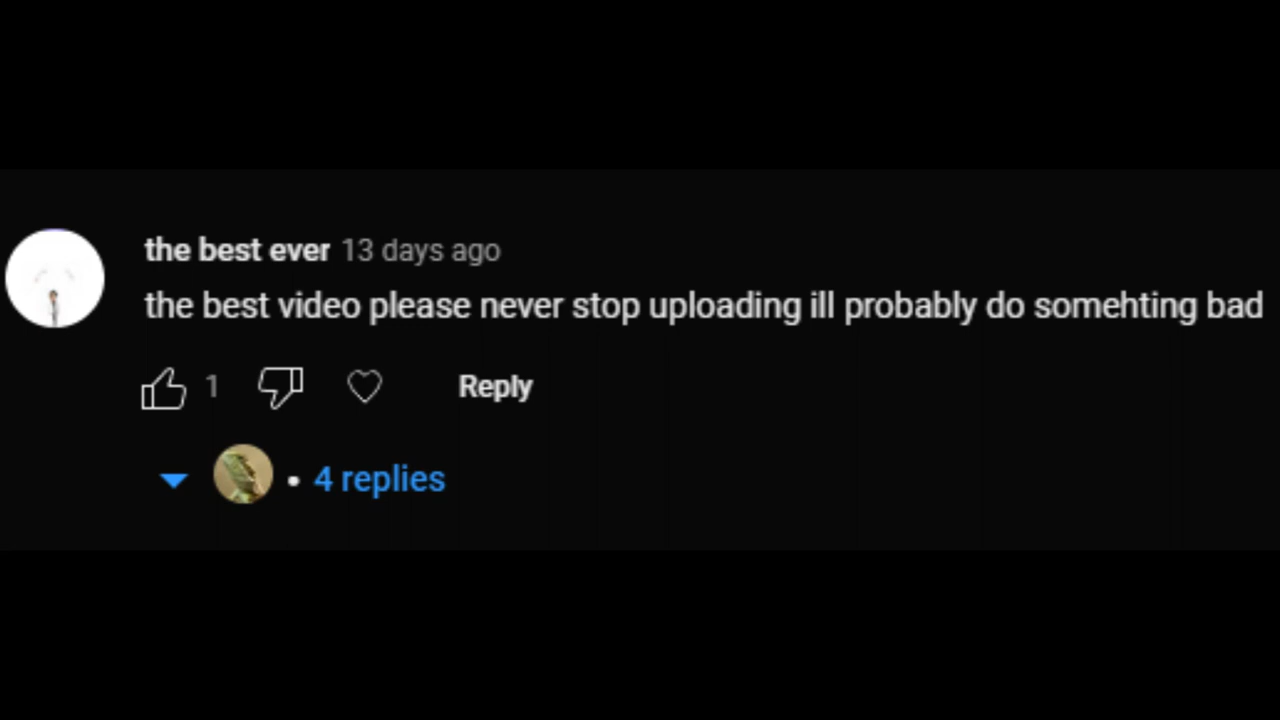 the best ever 13 days ago
the best video please never stop uploading ill probably do somehting bad
1 Reply
• 4 replies